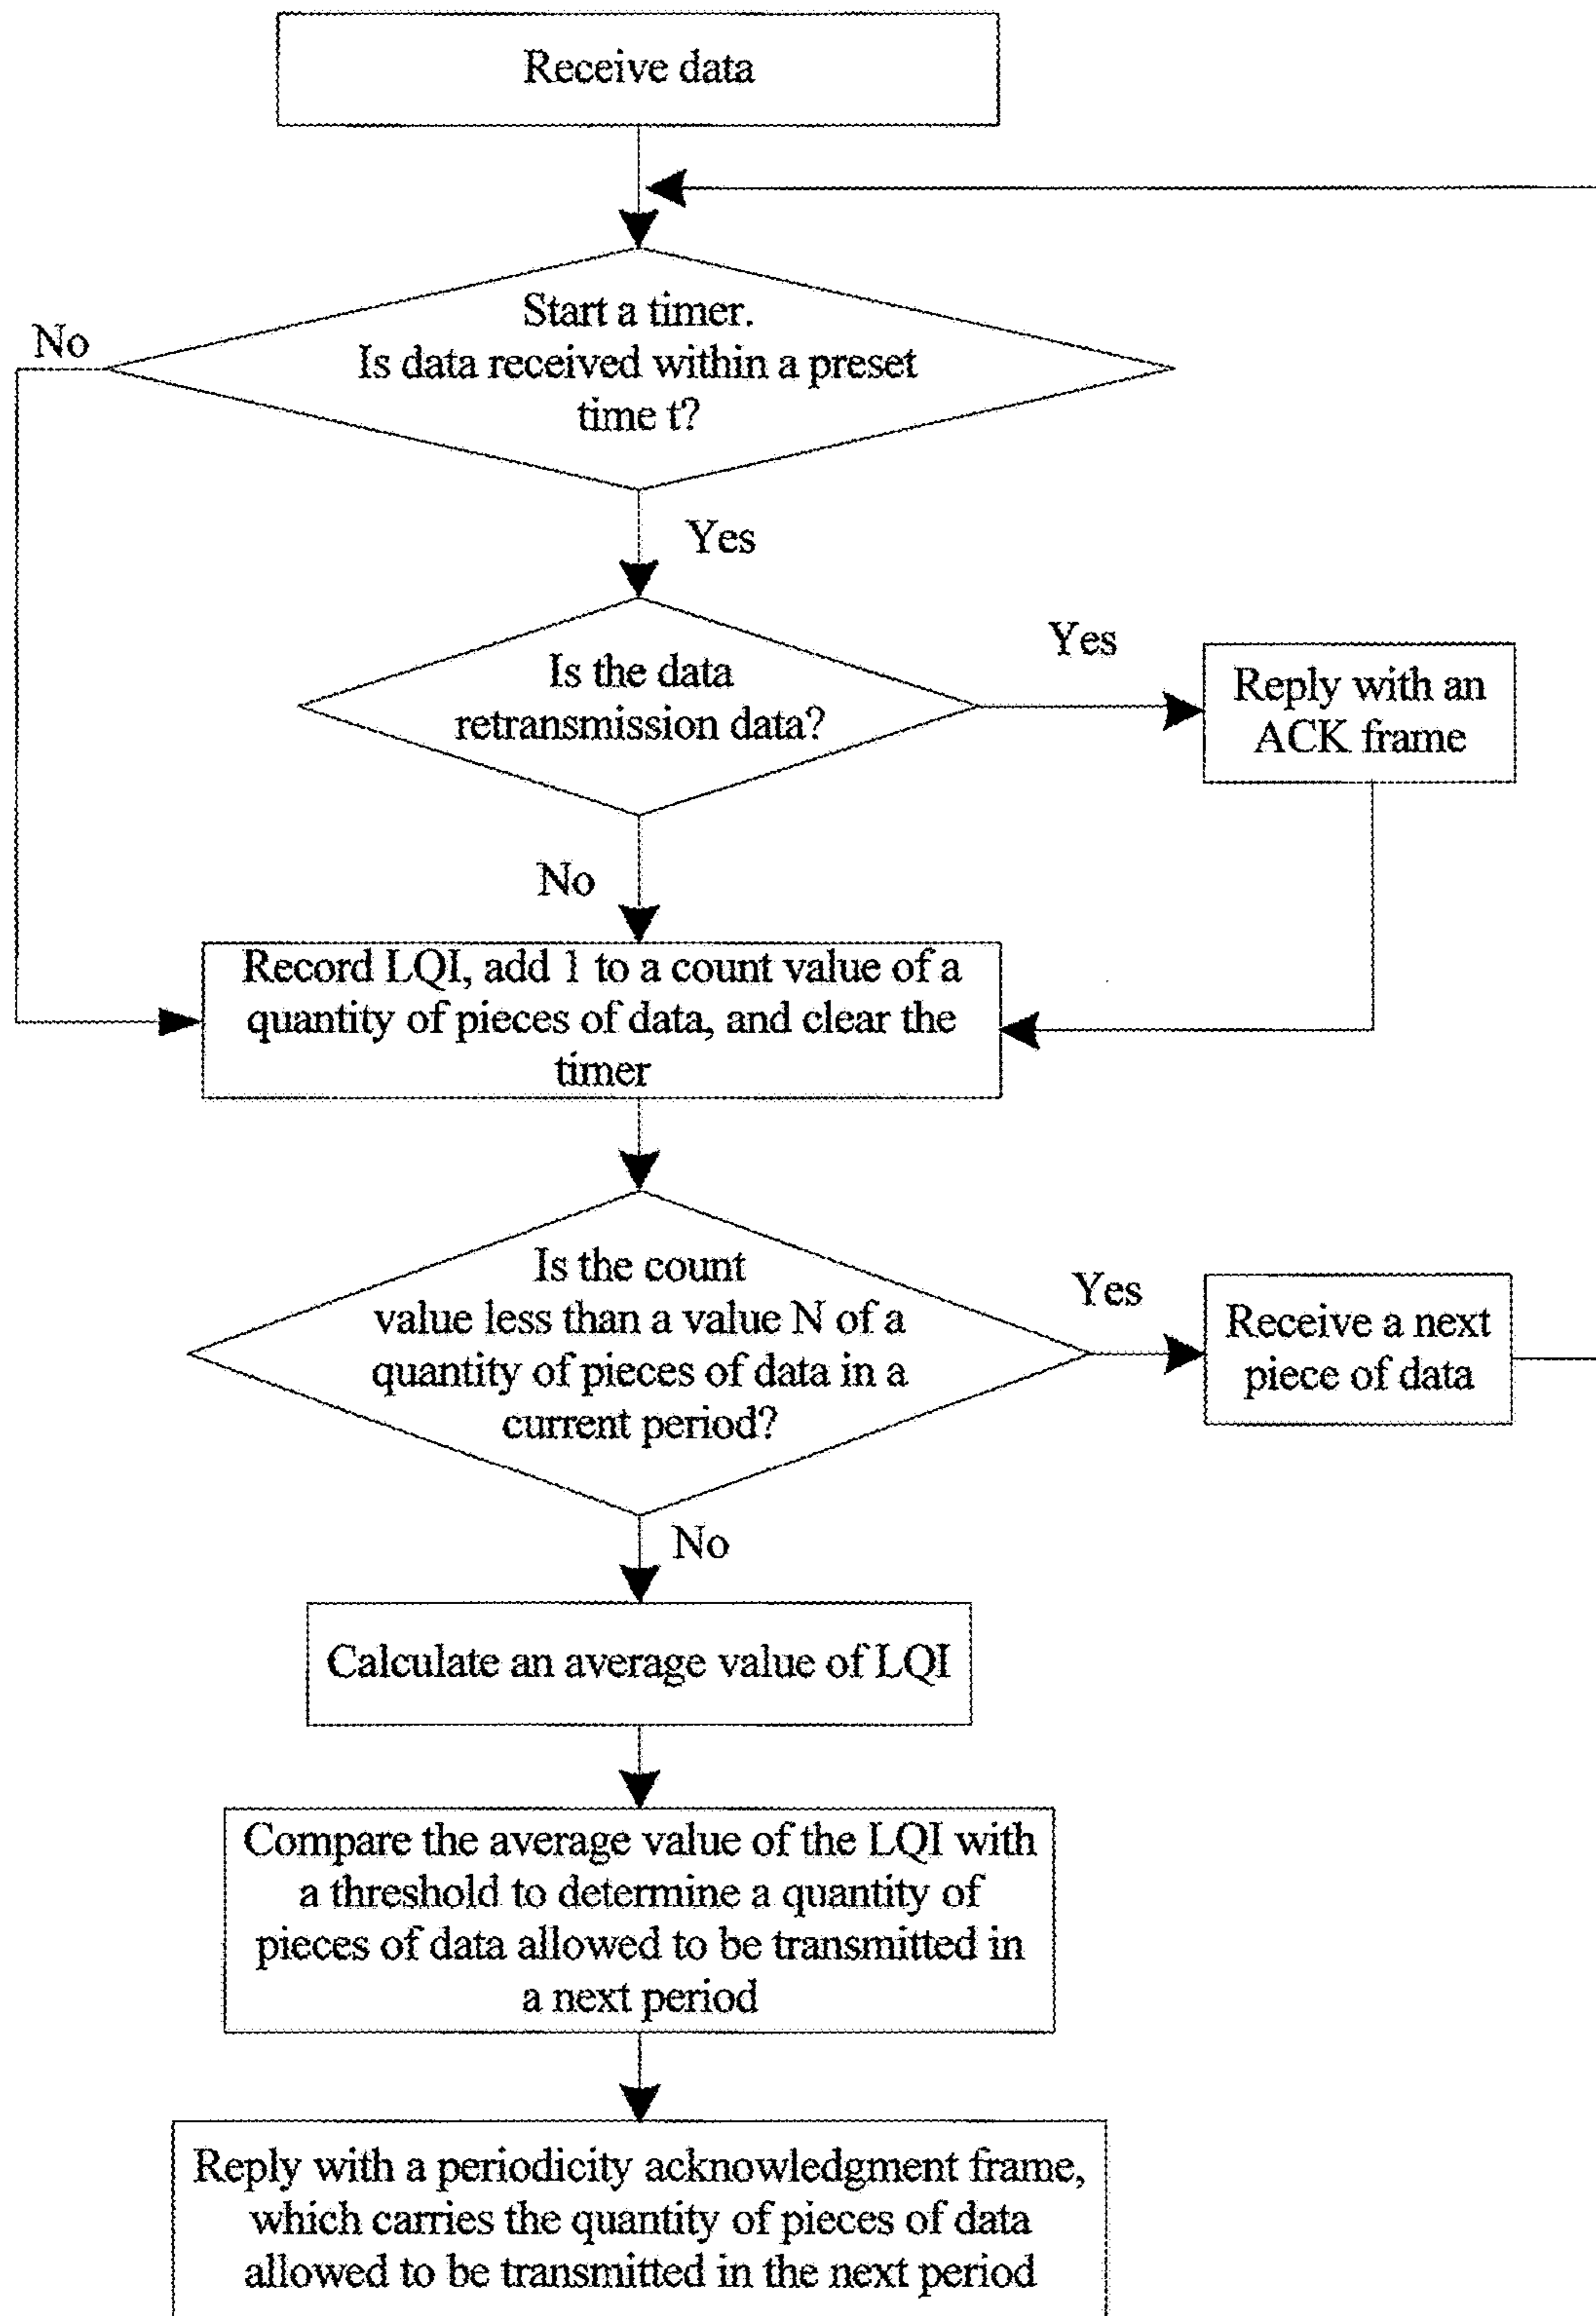 Receive data
Start a timer.
Is data received within a preset
time t?
No
Yes
Is the data
retransmission data?
Yes
Reply with an
ACK frame
No
Record LQI, add 1 to a count value of a
quantity of pieces of data, and clear the
timer
Is the count
value less than a value N of a
quantity of pieces of data in a
current period?
Yes
Receive a next
piece of data
No
Calculate an average value of LQI
Compare the average value of the LQI with
a threshold to determine a quantity of
pieces of data allowed to be transmitted in
a next period
Reply with a periodicity acknowledgment frame,
which carries the quantity of pieces of data
allowed to be transmitted in the next period